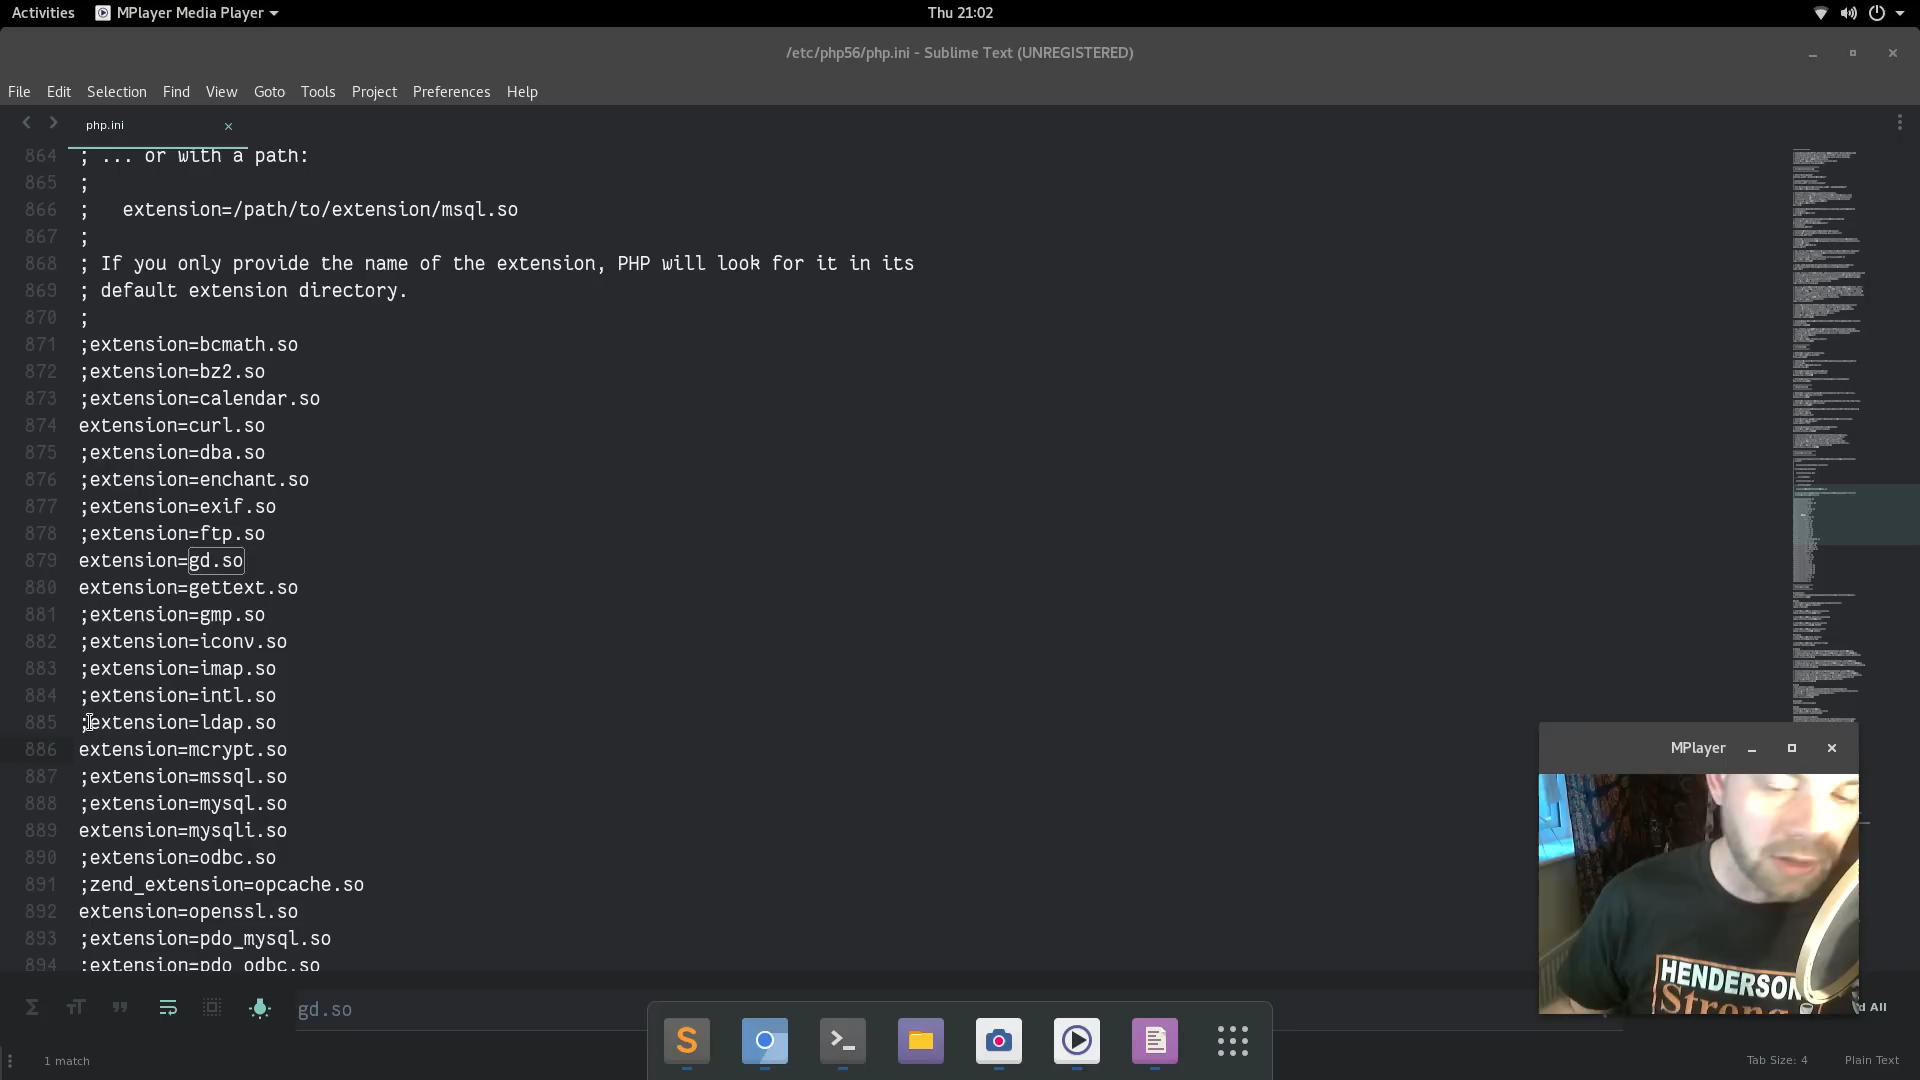 Activities MPlayer Media Player Thu 21:02
/etc/php56/php.ini - Sublime Text (UNREGISTERED)
File Edit Selection Find View Goto Tools Project Preferences Help
php.ini
864 ; ... or with a path:
865 ;
866 ;   extension=/path/to/extension/msql.so
867 ;
868 ; If you only provide the name of the extension, PHP will look for it in its
869 ; default extension directory.
870 ;
871 ;extension=bcmath.so
872 ;extension=bz2.so
873 ;extension=calendar.so
874 extension=curl.so
875 ;extension=dba.so
876 ;extension=enchant.so
877 ;extension=exif.so
878 ;extension=ftp.so
879 extension=gd.so
880 extension=gettext.so
881 ;extension=gmp.so
882 ;extension=iconv.so
883 ;extension=imap.so
884 ;extension=intl.so
885 ;extension=ldap.so
886 extension=mcrypt.so
887 ;extension=mssql.so
888 ;extension=mysql.so
889 extension=mysqli.so
890 ;extension=odbc.so
891 ;zend_extension=opcache.so
892 extension=openssl.so
893 ;extension=pdo_mysql.so
894 ;extension=pdo_odbc.so
MPlayer
HENDERSON
Strong
gd.so
d All
1 match
Tab Size: 4 Plain Text